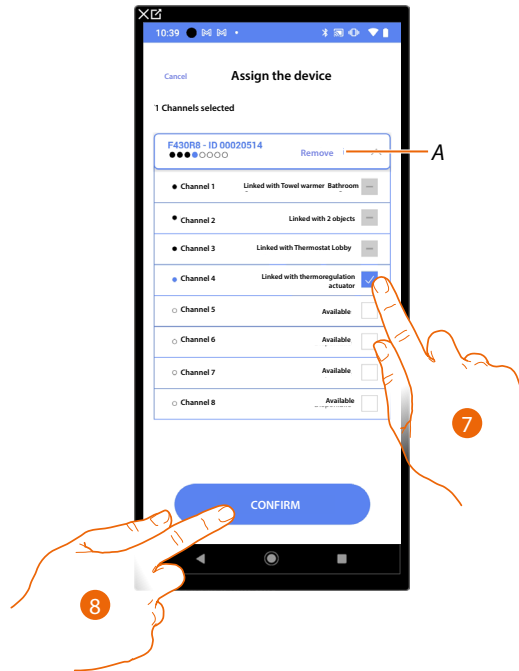 10:39
Cancel
Assign the device
1 Channels selected
F430R8 - ID 00020514
Remove
A
Channel 1 Linked with Towel warmer Bathroom
Channel 2 Linked with 2 objects
Channel 3 Linked with Thermostat Lobby
Channel 4 Linked with thermoregulation
actuator
Channel 5 Available
Channel 6 Available
Channel 7 Available
Channel 8 Available
7
CONFIRM
8